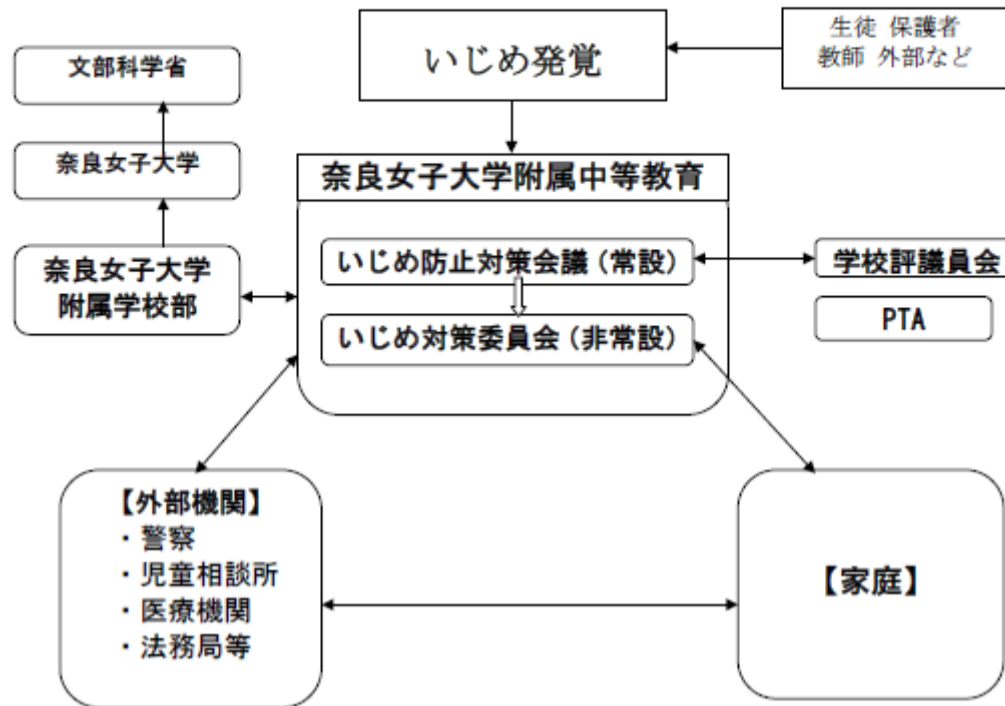 いじめ発覚
生徒 保護者
教師 外部など
文部科学省
奈良女子大学
奈良女子大学
附属学校部
奈良女子大学附属中等教育
いじめ防止対策会議(常設)
いじめ対策委員会(非常設)
学校評議員会
PTA
【外部機関】
・警察
・児童相談所
・医療機関
・法務局等
【家庭】